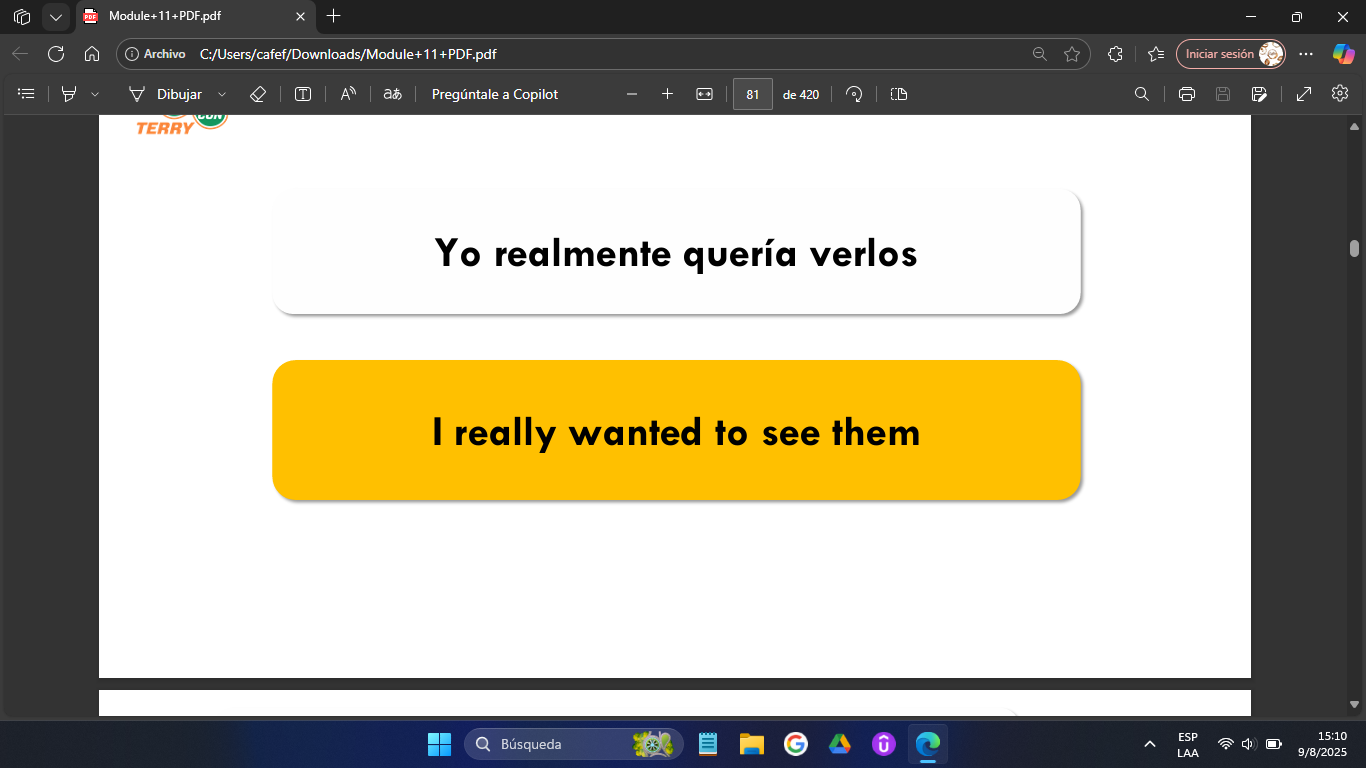 Module+11+PDF.pdf
Archivo C:/Users/cafef/Downloads/Module+11+PDF.pdf Iniciar sesión
Dibujar Pregúntale a Copilot 81 de 420
TERRY
Yo realmente quería verlos
I really wanted to see them
Búsqueda
ESP
LAA
15:10
9/8/2025